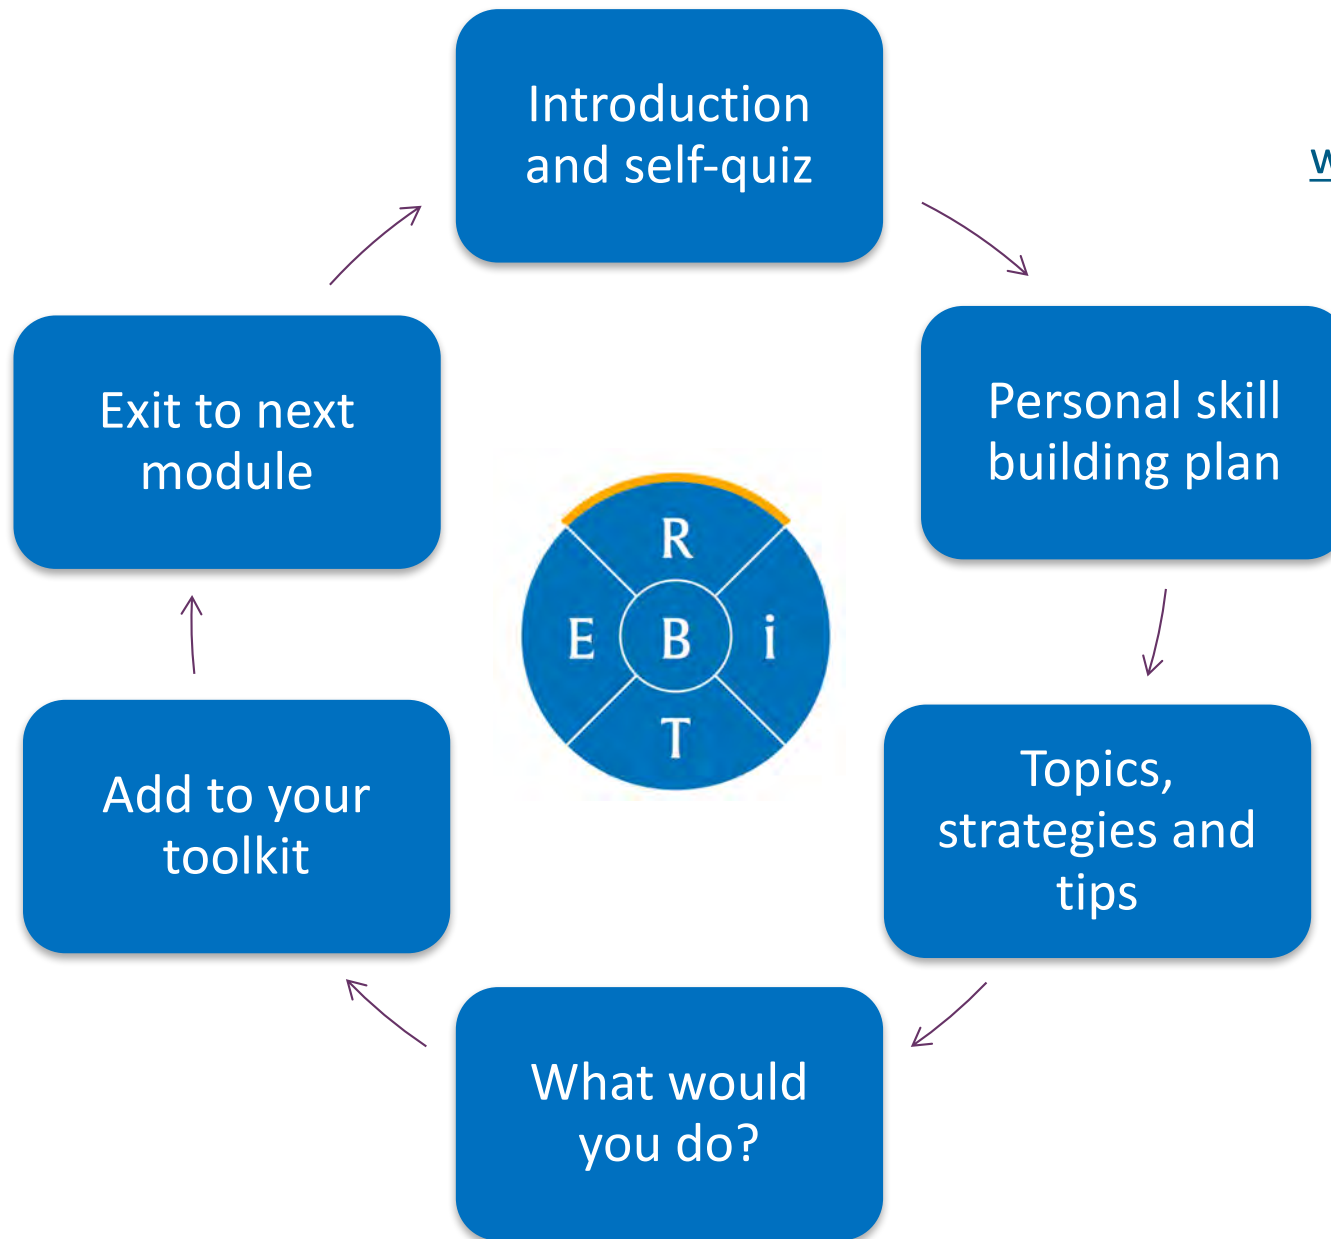 Introduction
and self-quiz
w
Personal skill
building plan
Topics,
strategies and
tips
What would
you do?
Add to your
toolkit
Exit to next
module
R
E B i
T